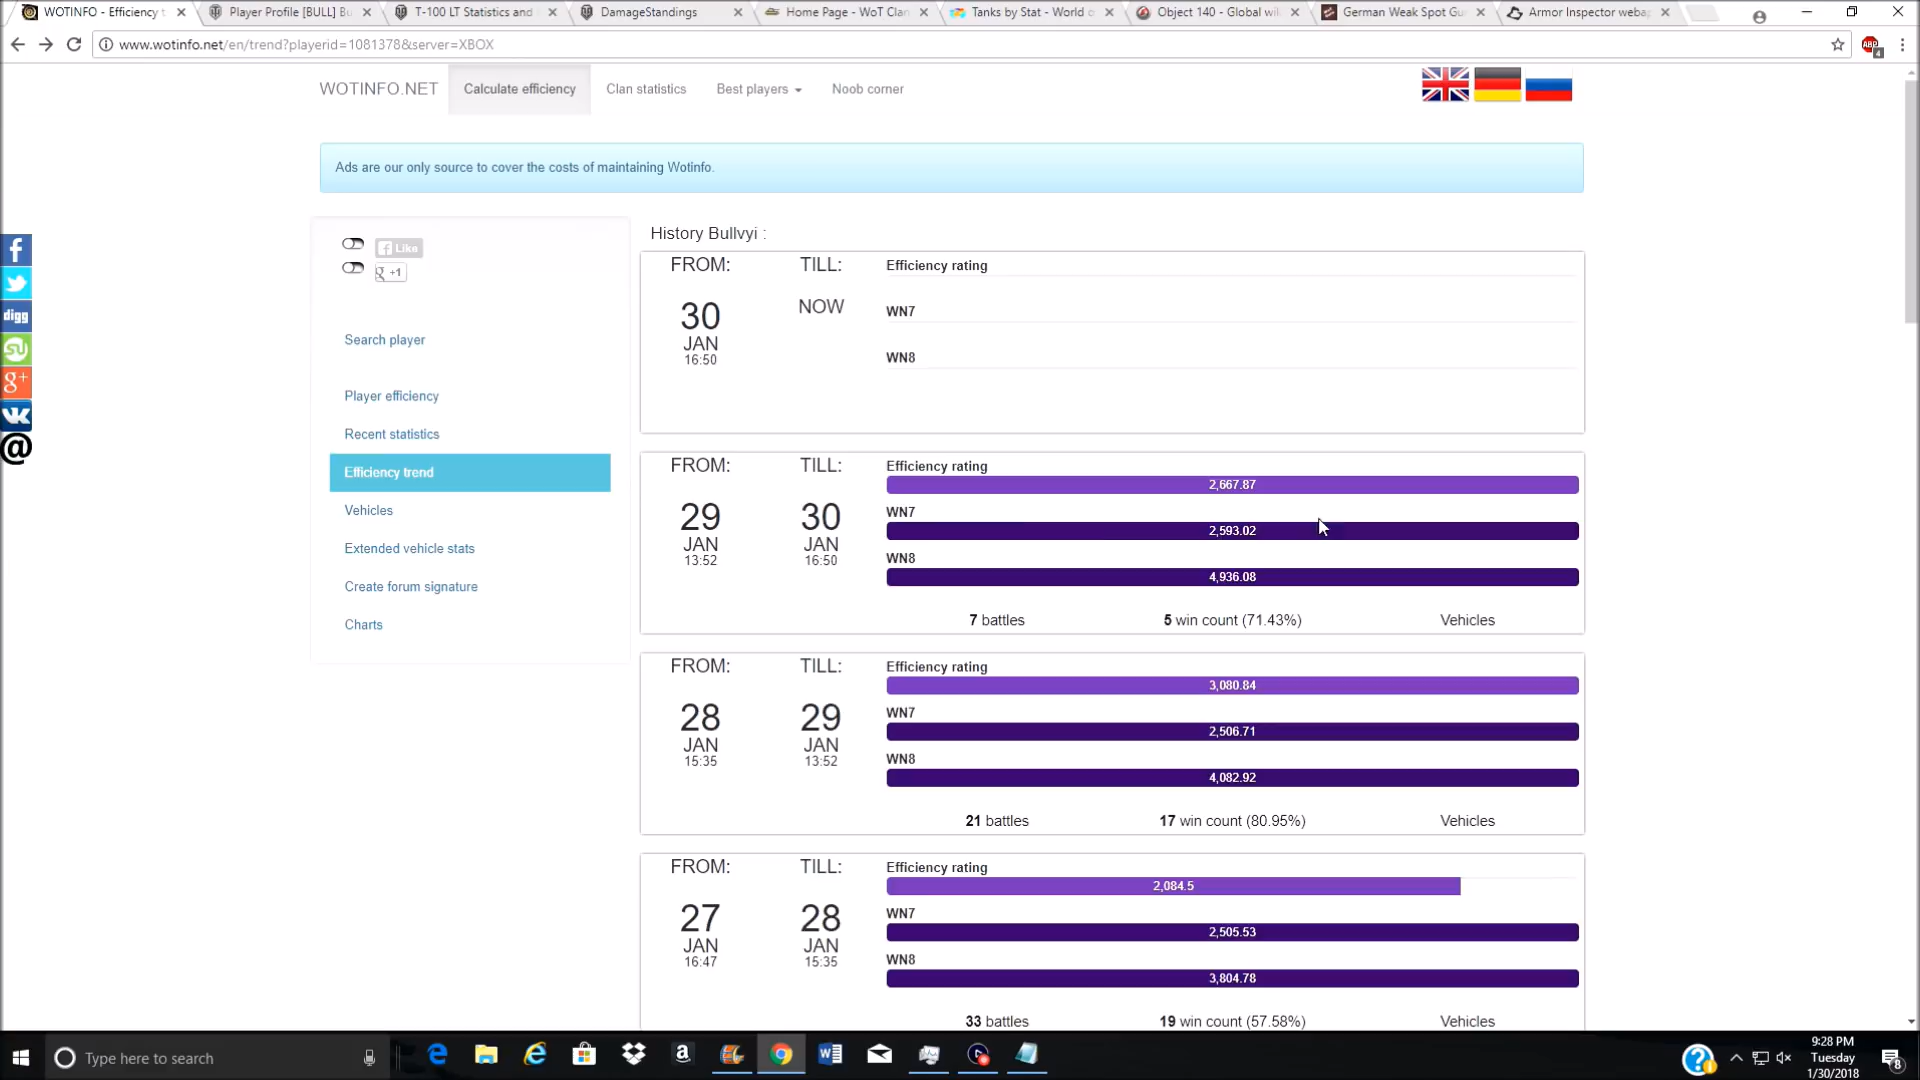 WOTINFO - Efficiency t
Player Profile [BULL] Bu
T-100 LT Statistics and
DamageStandings
Home Page - WoT Clan
Tanks by Stat - World o
Object 140 - Global wi
German Weak Spot Gu
Armor Inspector webap
www.wotinfo.net/en/trend?playerid=1081378&server=XBOX
ABP
4
WOTINFO.NET
Calculate efficiency
Clan statistics
Best players
Noob corner
Ads are our only source to cover the costs of maintaining Wotinfo.
f Like
g +1
digg
Search player
Player efficiency
Recent statistics
Efficiency trend
Vehicles
Extended vehicle stats
Create forum signature
Charts
History Bullvyi :
FROM:
TILL:
Efficiency rating
30
JAN
16:50
NOW
WN7
WN8
FROM:
TILL:
Efficiency rating
2,667.87
29
JAN
13:52
30
JAN
16:50
WN7
2,593.02
WN8
4,936.08
7 battles
5 win count (71.43%)
Vehicles
FROM:
TILL:
Efficiency rating
3,080.84
28
JAN
15:35
29
JAN
13:52
WN7
2,506.71
WN8
4,082.92
21 battles
17 win count (80.95%)
Vehicles
FROM:
TILL:
Efficiency rating
2,084.5
27
JAN
16:47
28
JAN
15:35
WN7
2,505.53
WN8
3,804.78
33 battles
19 win count (57.58%)
Vehicles
Type here to search
9:28 PM
Tuesday
1/30/2018
8